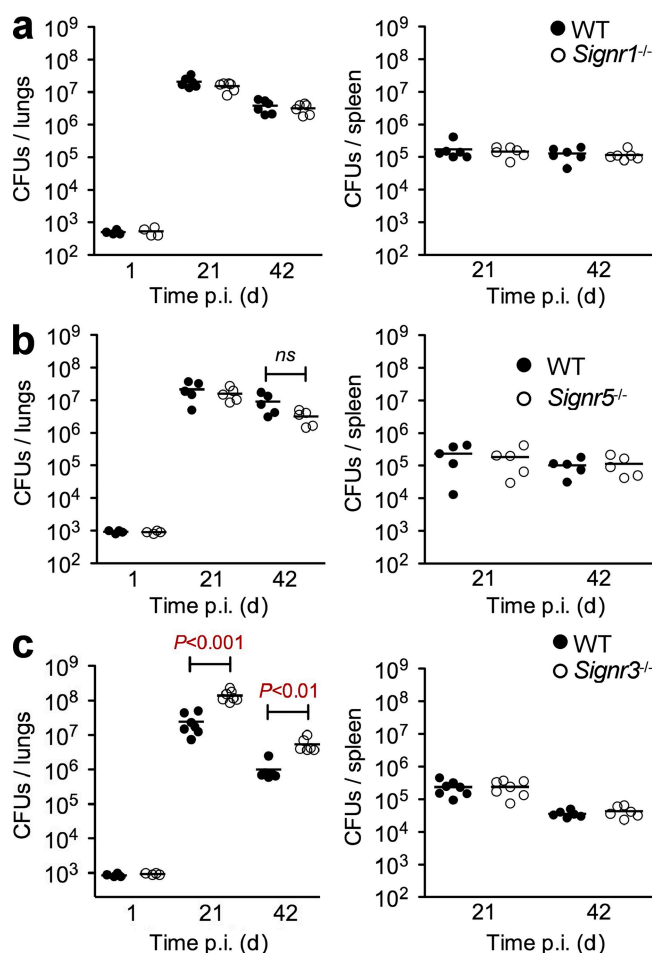 a
CFUs / lungs
10⁹
10⁸
10⁷
10⁶
10⁵
10⁴
10³
10²
1 21 42
Time p.i. (d)
CFUs / spleen
10⁹
10⁸
10⁷
10⁶
10⁵
10⁴
10³
10²
21 42
Time p.i. (d)
WT
Signr1⁻/⁻
b
CFUs / lungs
10⁹
10⁸
10⁷
10⁶
10⁵
10⁴
10³
10²
ns
1 21 42
Time p.i. (d)
CFUs / spleen
10⁹
10⁸
10⁷
10⁶
10⁵
10⁴
10³
10²
21 42
Time p.i. (d)
WT
Signr5⁻/⁻
c
CFUs / lungs
10⁹
10⁸
10⁷
10⁶
10⁵
10⁴
10³
P<0.001
P<0.01
1 21 42
Time p.i. (d)
CFUs / spleen
10⁹
10⁸
10⁷
10⁶
10⁵
10⁴
10³
10²
21 42
Time p.i. (d)
WT
Signr3⁻/⁻